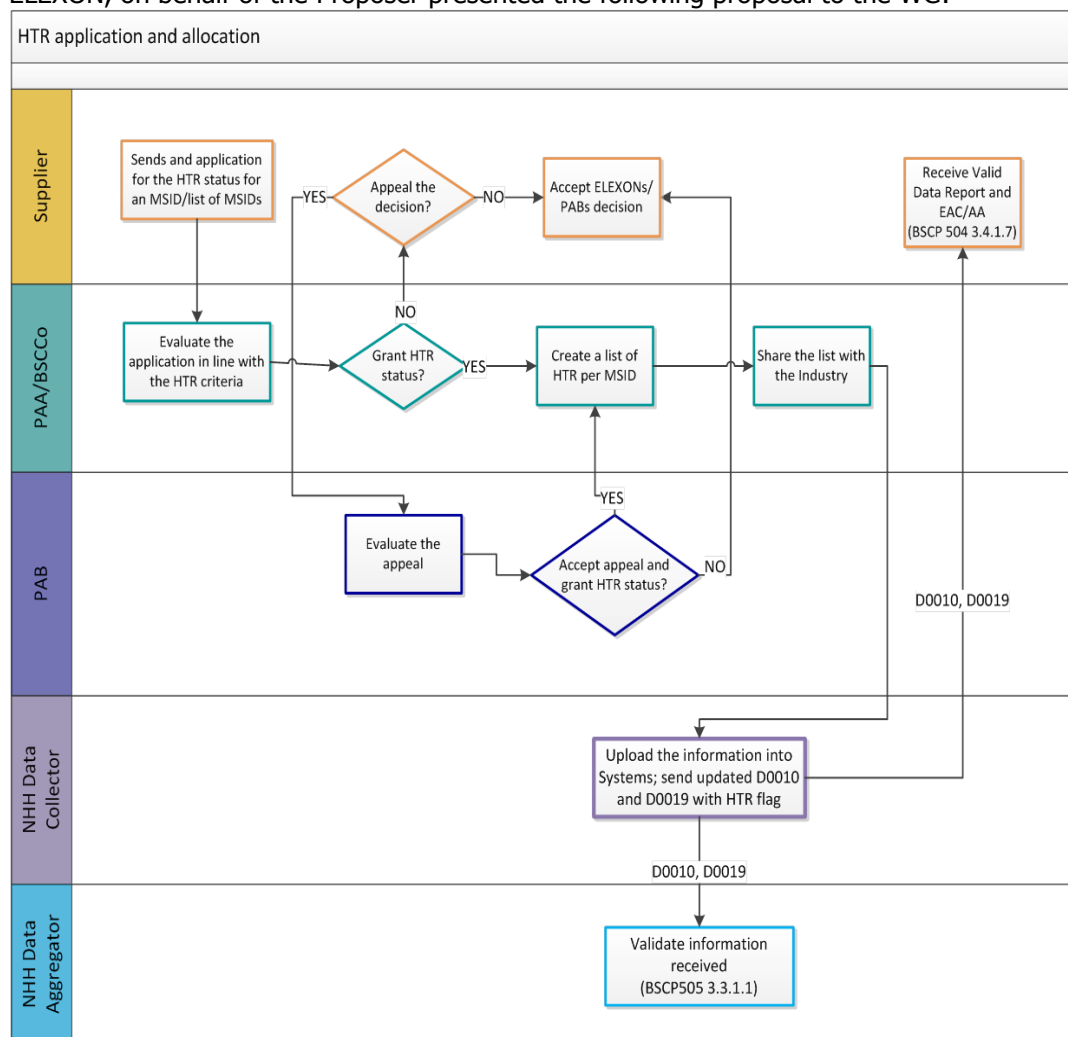 ELEXON, on behalf of the Proposer presented the following proposal to the WG:
HTR application and allocation
Supplier
Sends and application
for the HTR status for
an MSID/list of MSIDs
YES
Appeal the
decision?
NO
Accept ELEXONs/
PABs decision
Receive Valid
Data Report and
EAC/AA
(BSCP 504 3.4.1.7)
PAA/BSCCo
Evaluate the
application in line with
the HTR criteria
NO
Grant HTR
status?
YES
Create a list of
HTR per MSID
Share the list with
the Industry
PAB
Evaluate the
appeal
YES
Accept appeal and
grant HTR status?
NO
D0010, D0019
NHH Data
Collector
Upload the information into
Systems; send updated D0010
and D0019 with HTR flag
D0010, D0019
NHH Data
Aggregator
Validate information
received
(BSCP505 3.3.1.1)